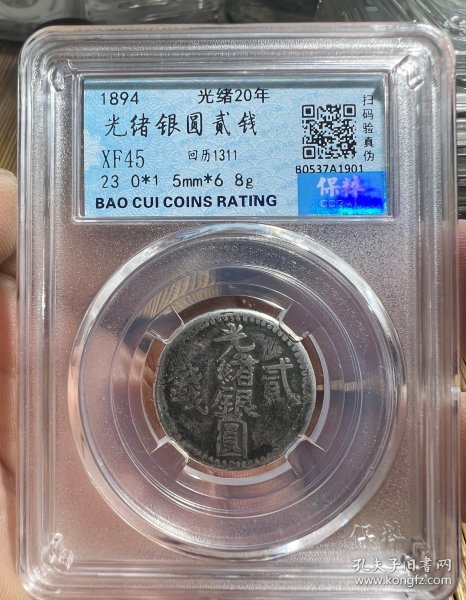 1894 光绪20年
光绪银圆贰钱
XF45 回历1311
23 0*1 5mm*6 8g
BAO CUI COINS RATING
扫码验真伪
B0537A1901
保粹
光緒銀圓
貳
錢
保粹
孔夫子旧书网
www.kongfz.com